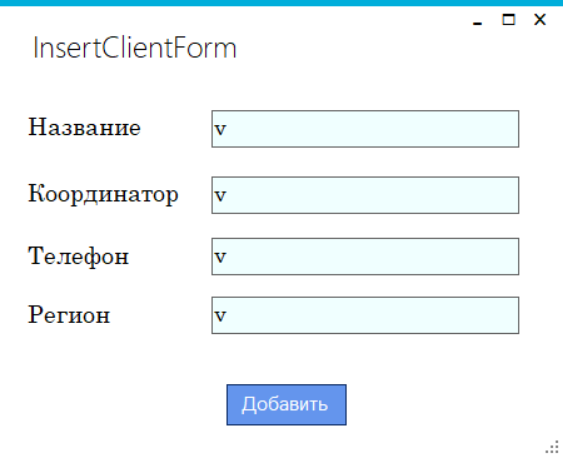 InsertClientForm
Название v
Координатор v
Телефон v
Регион v
Добавить